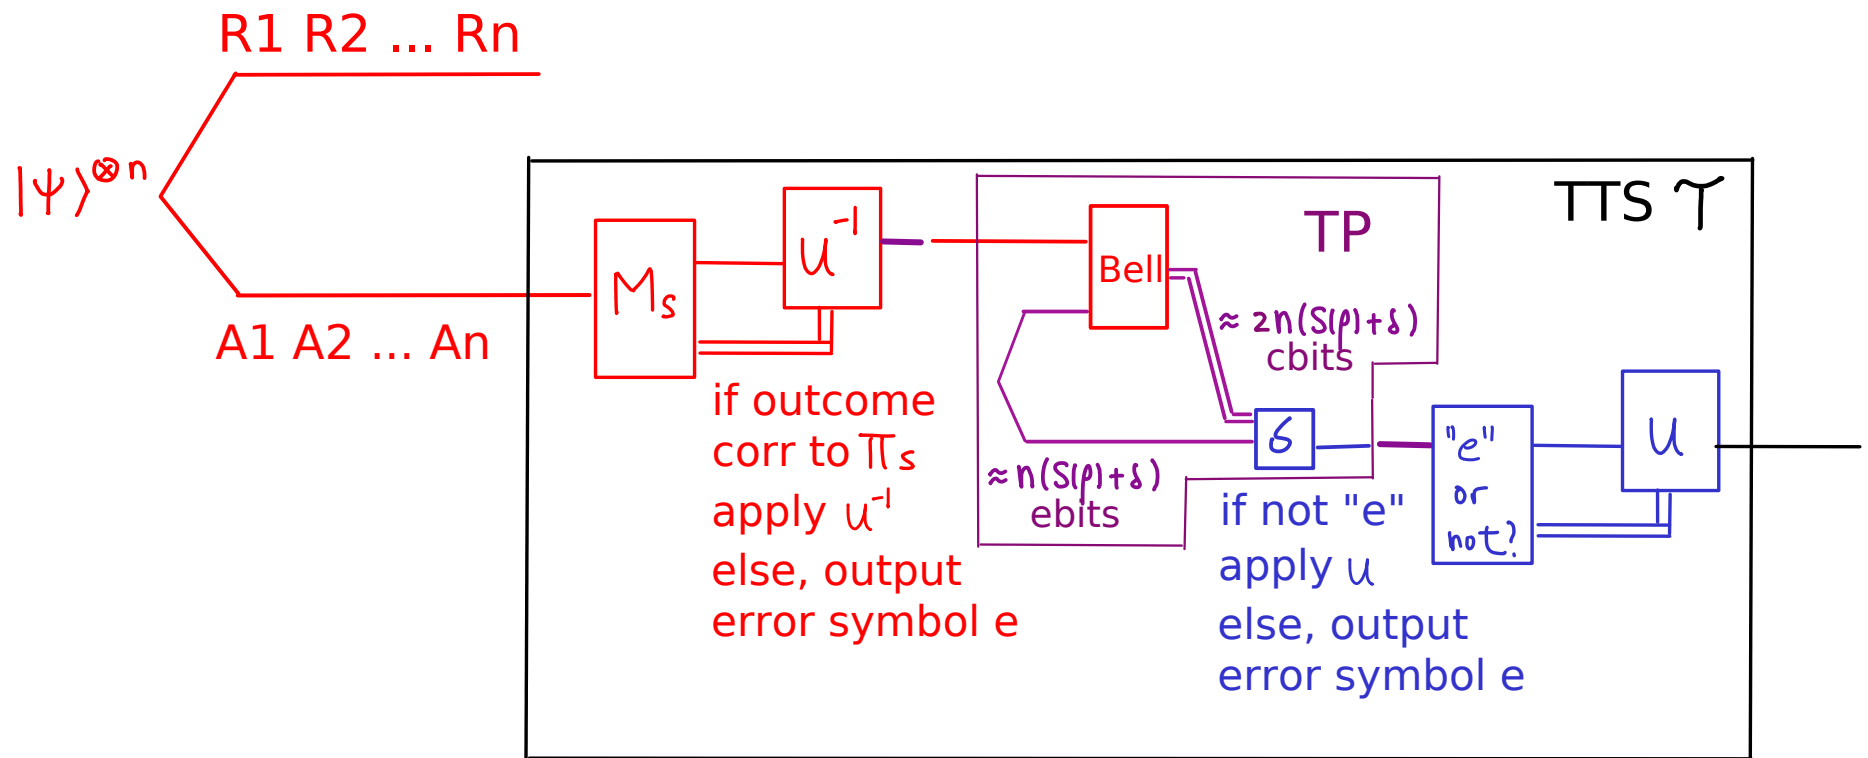 R1 R2 ... Rn
|ψ⟩⊗n
A1 A2 ... An
TTS 𝒯
Ms
u⁻¹
if outcome
corr to Πs
apply u⁻¹
else, output
error symbol e
TP
Bell
≈ 2n(S(ρ)+δ)
cbits
≈ n(S(ρ)+δ)
ebits
σ
if not "e"
apply u
else, output
error symbol e
"e"
or
not?
u